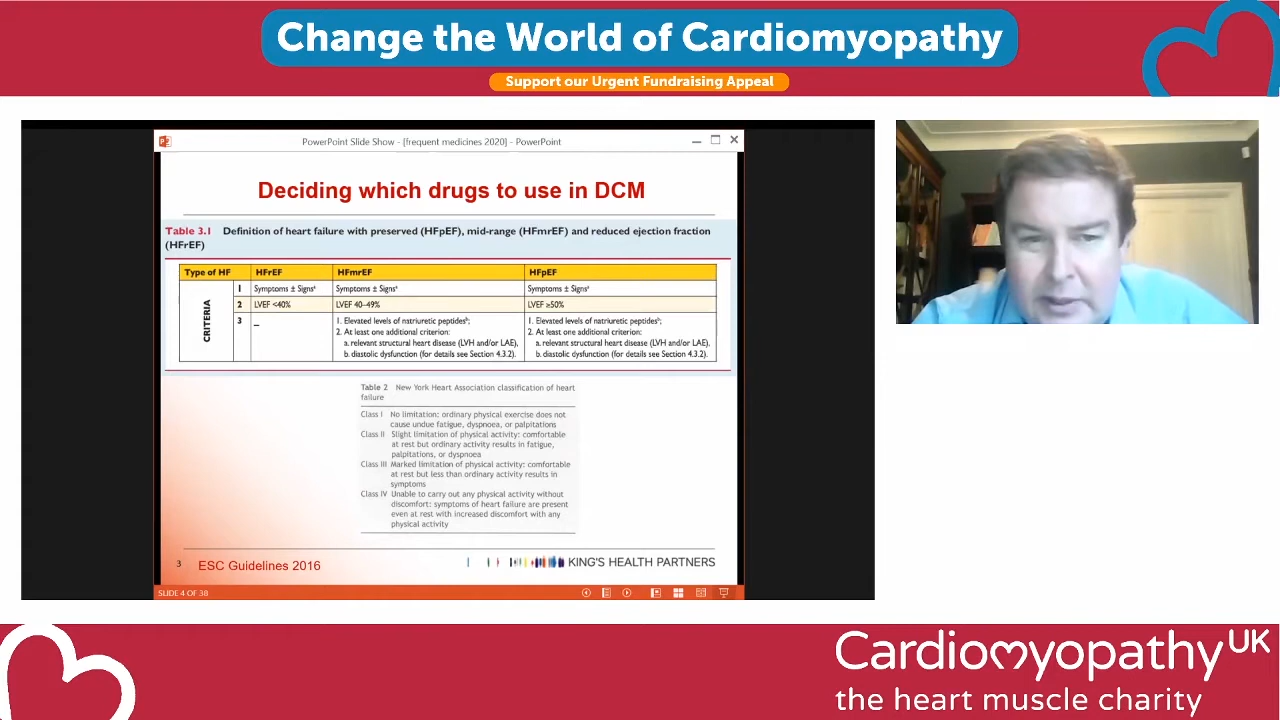 Change the World of Cardiomyopathy
Support our Urgent Fundraising Appeal
PowerPoint Slide Show - [frequent medicines 2020] - PowerPoint
Deciding which drugs to use in DCM
Table 3.1 Definition of heart failure with preserved (HFpEF), mid-range (HFmrEF) and reduced ejection fraction
(HFrEF)
Type of HF HFrEF HFmrEF HFpEF
CRITERIA
1 Symptoms ± Signsᵃ Symptoms ± Signsᵃ Symptoms ± Signsᵃ
2 LVEF <40% LVEF 40–49% LVEF ≥50%
3 – 1. Elevated levels of natriuretic peptidesᵇ; 1. Elevated levels of natriuretic peptidesᵇ;
2. At least one additional criterion: 2. At least one additional criterion:
a. relevant structural heart disease (LVH and/or LAE), a. relevant structural heart disease (LVH and/or LAE),
b. diastolic dysfunction (for details see Section 4.3.2). b. diastolic dysfunction (for details see Section 4.3.2).
Table 2 New York Heart Association classification of heart
failure
Class I No limitation: ordinary physical exercise does not
cause undue fatigue, dyspnoea, or palpitations
Class II Slight limitation of physical activity: comfortable
at rest but ordinary activity results in fatigue,
palpitations, or dyspnoea
Class III Marked limitation of physical activity: comfortable
at rest but less than ordinary activity results in
symptoms
Class IV Unable to carry out any physical activity without
discomfort: symptoms of heart failure are present
even at rest with increased discomfort with any
physical activity
3 ESC Guidelines 2016
KING'S HEALTH PARTNERS
SLIDE 4 OF 38
CardiomyopathyUK
the heart muscle charity